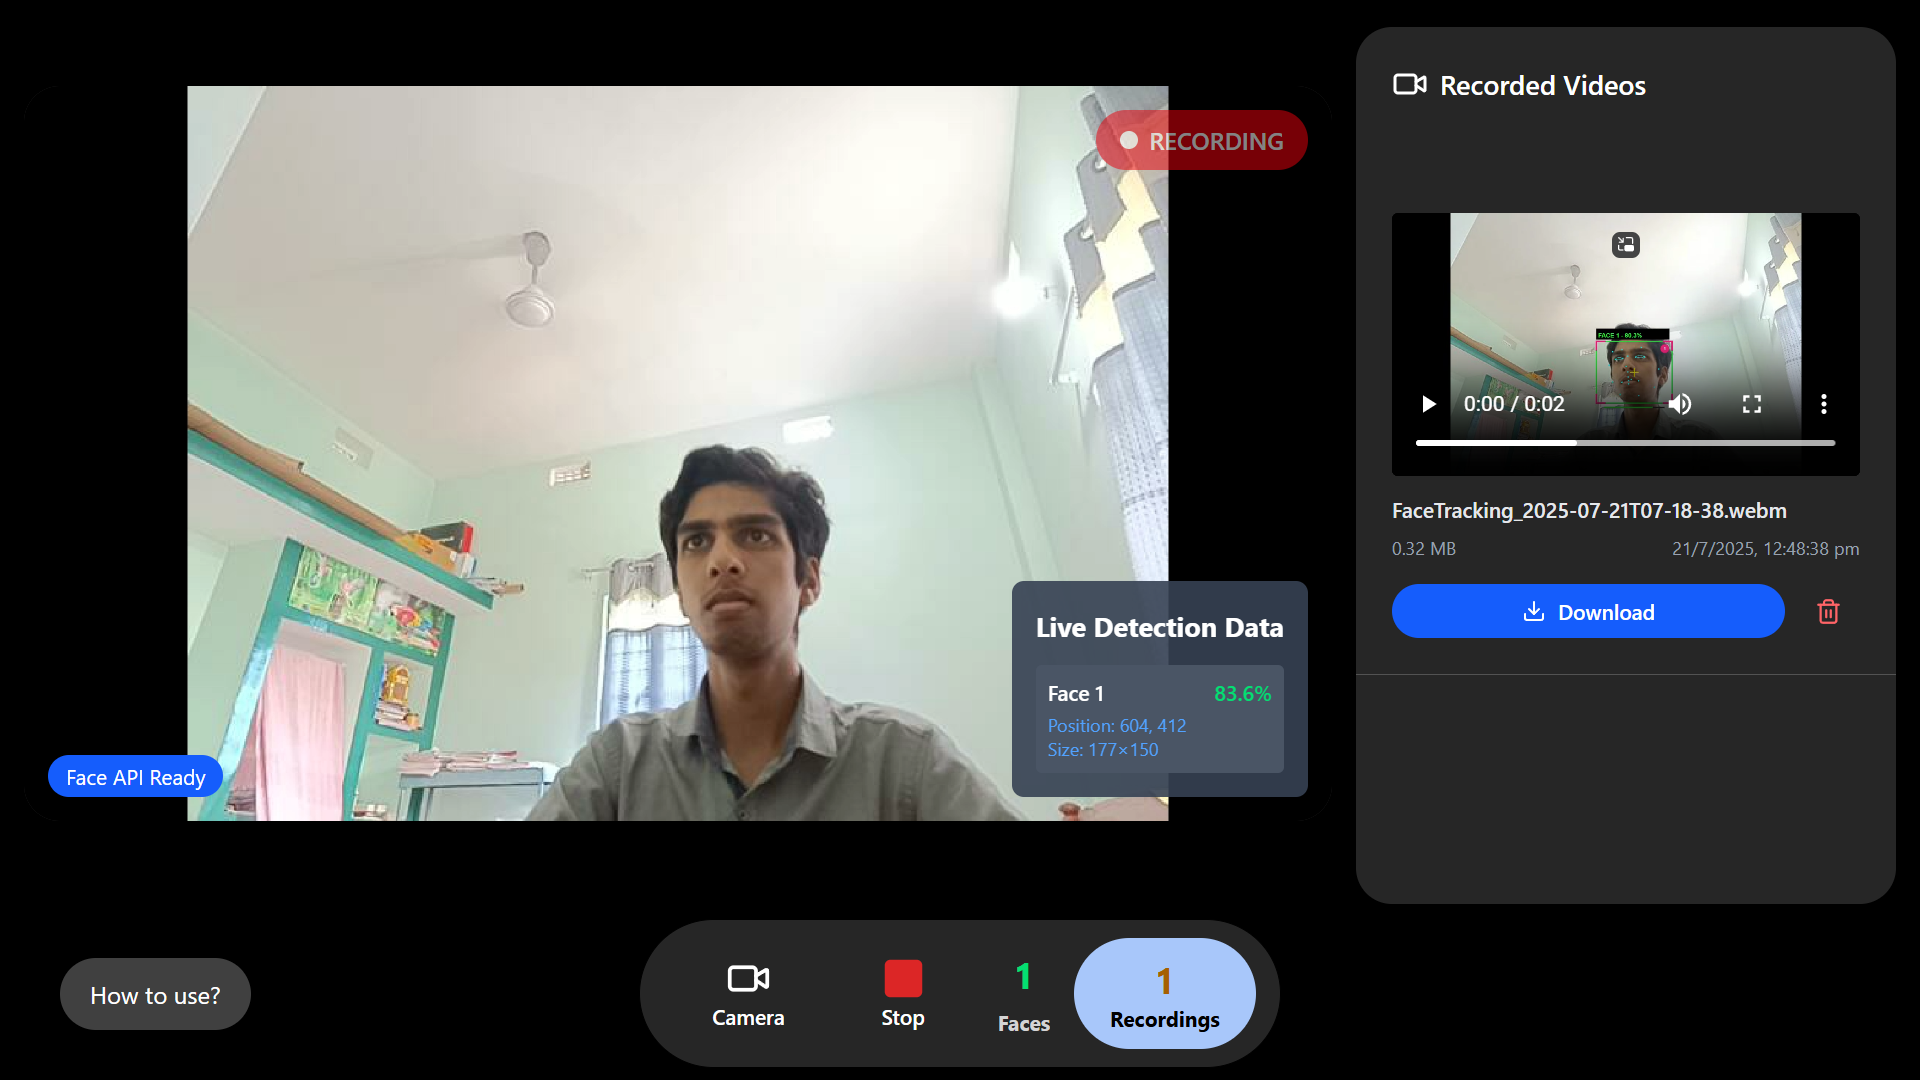 RECORDING
Live Detection Data
Face 1 83.6%
Position: 604, 412
Size: 177×150
Face API Ready
Recorded Videos
FACE 1 - 80.3%
0:00 / 0:02
FaceTracking_2025-07-21T07-18-38.webm
0.32 MB 21/7/2025, 12:48:38 pm
Download
How to use?
Camera
Stop
1
Faces
1
Recordings